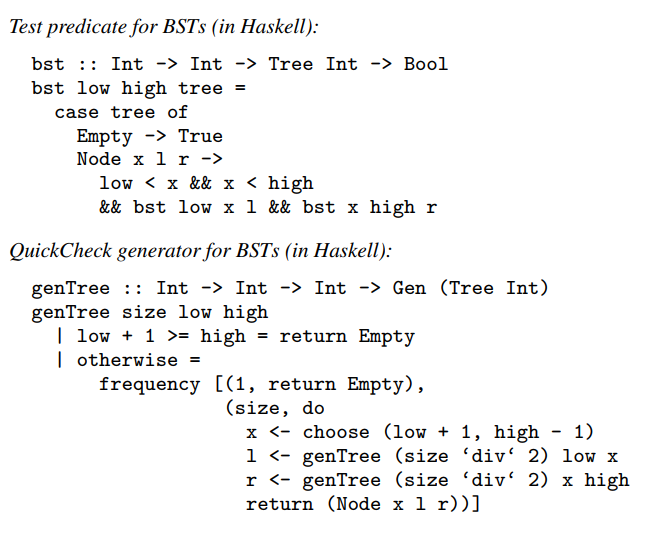 Test predicate for BSTs (in Haskell):
bst :: Int -> Int -> Tree Int -> Bool
bst low high tree =
  case tree of
    Empty -> True
    Node x l r ->
      low < x && x < high
      && bst low x l && bst x high r
QuickCheck generator for BSTs (in Haskell):
genTree :: Int -> Int -> Int -> Gen (Tree Int)
genTree size low high
  | low + 1 >= high = return Empty
  | otherwise =
      frequency [(1, return Empty),
                 (size, do
                   x <- choose (low + 1, high - 1)
                   l <- genTree (size ‘div‘ 2) low x
                   r <- genTree (size ‘div‘ 2) x high
                   return (Node x l r))]